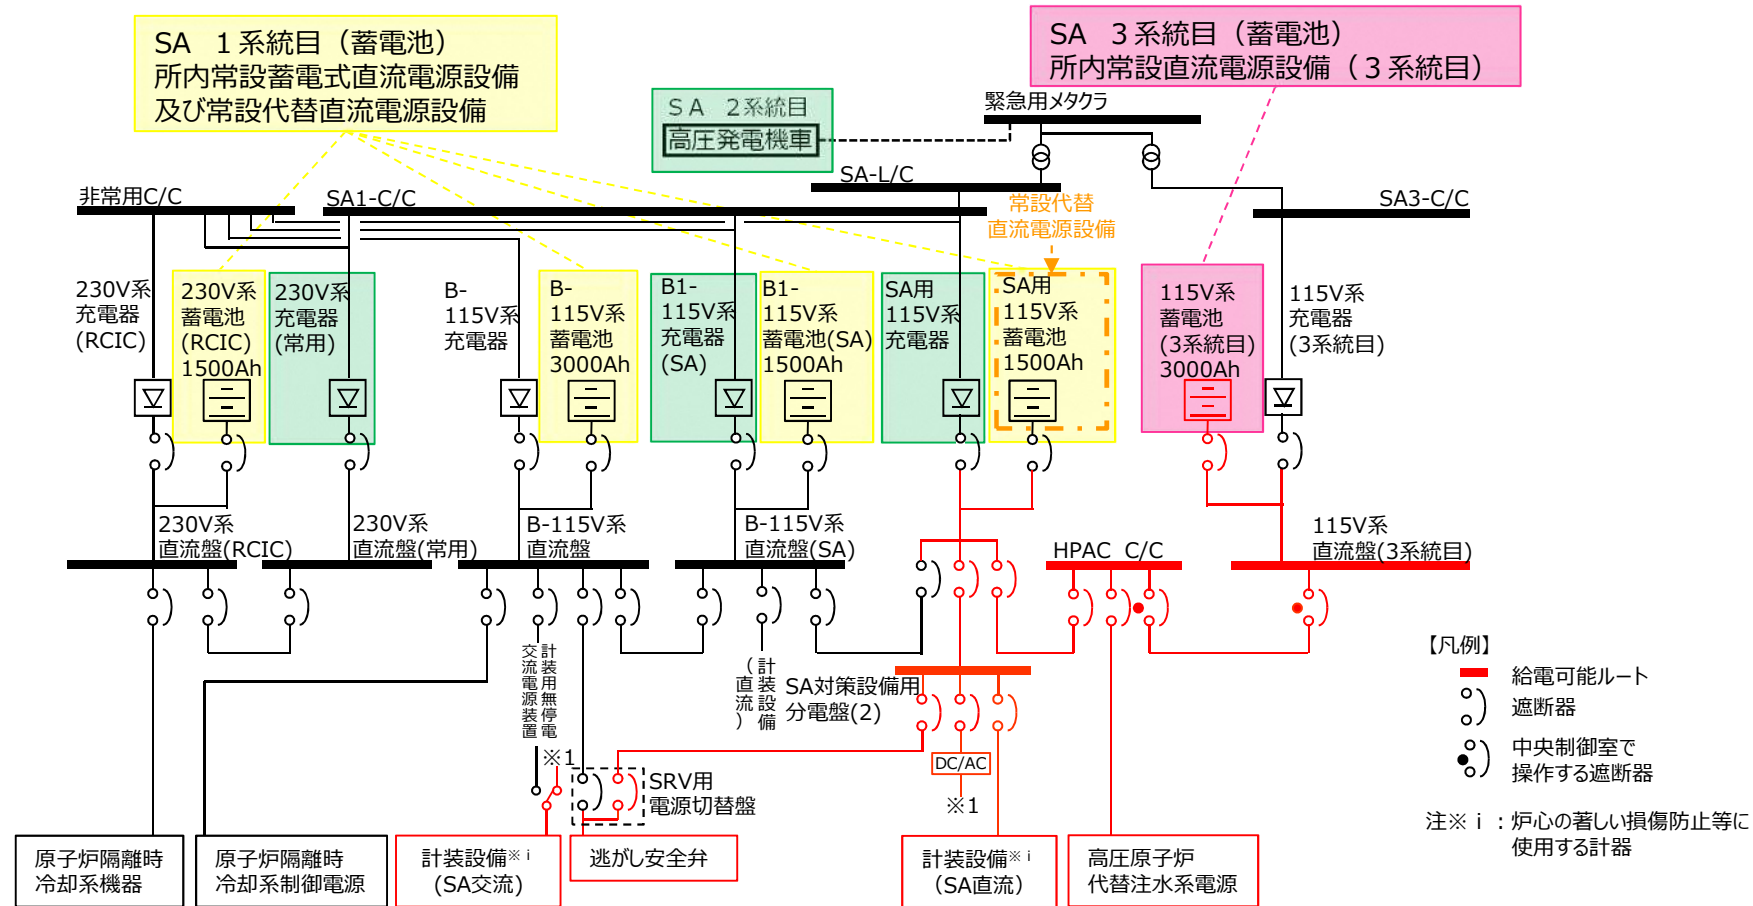 SA　１系統目（蓄電池）
所内常設蓄電式直流電源設備
及び常設代替直流電源設備
ＳＡ　２系統目
高圧発電機車
SA　３系統目（蓄電池）
所内常設直流電源設備（３系統目）
緊急用メタクラ
非常用C/C
SA1-C/C
SA-L/C
SA3-C/C
常設代替
直流電源設備
230V系
充電器
(RCIC)
230V系
蓄電池
(RCIC)
1500Ah
230V系
充電器
(常用)
B-
115V系
充電器
B-
115V系
蓄電池
3000Ah
B1-
115V系
充電器
(SA)
B1-
115V系
蓄電池(SA)
1500Ah
SA用
115V系
充電器
SA用
115V系
蓄電池
1500Ah
115V系
蓄電池
(3系統目)
3000Ah
115V系
充電器
(3系統目)
230V系
直流盤(RCIC)
230V系
直流盤(常用)
B-115V系
直流盤
B-115V系
直流盤(SA)
HPAC C/C
115V系
直流盤(3系統目)
計装用無停電
交流電源装置
計装設備
（直流）
SA対策設備用
分電盤(2)
※1
DC/AC
※1
SRV用
電源切替盤
原子炉隔離時
冷却系機器
原子炉隔離時
冷却系制御電源
計装設備※ｉ
(SA交流)
逃がし安全弁
計装設備※ｉ
（SA直流）
高圧原子炉
代替注水系電源
【凡例】
給電可能ルート
遮断器
中央制御室で
操作する遮断器
注※ｉ：炉心の著しい損傷防止等に
使用する計器